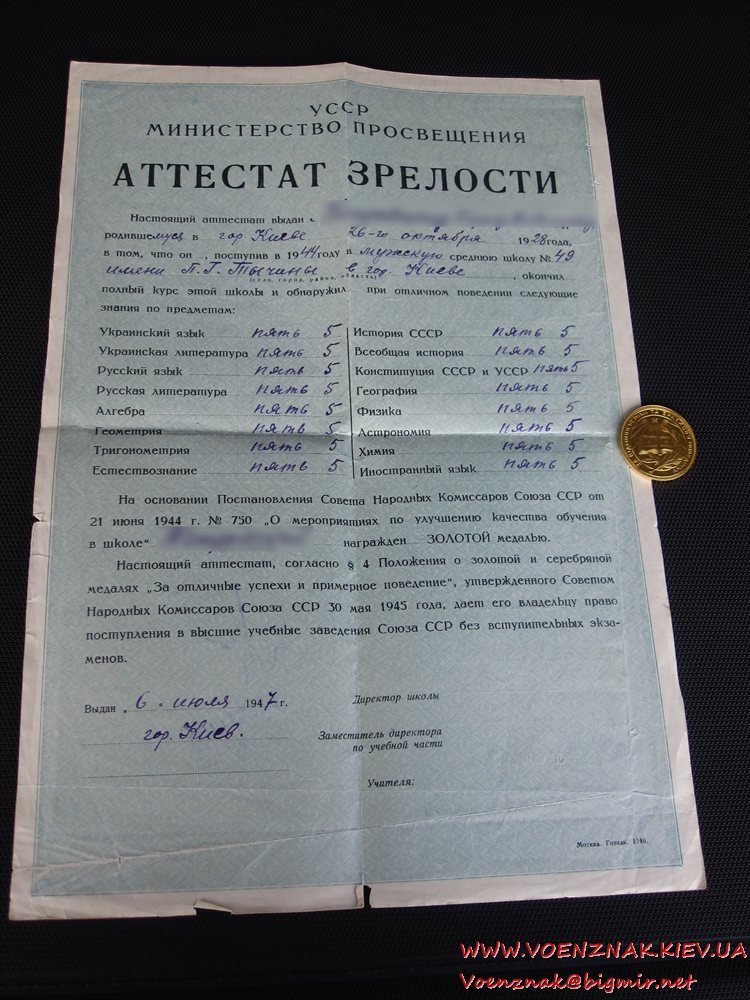 УССР
МИНИСТЕРСТВО ПРОСВЕЩЕНИЯ
АТТЕСТАТ ЗРЕЛОСТИ
Настоящий аттестат выдан
родившемуся в гор. Киеве 26-го октября 1928 года,
в том, что он, поступив в 1944 году в мужскую среднюю школу № 49
имени П. Г. Тычины в гор. Киеве, окончил
(село, город, район, область)
полный курс этой школы и обнаружил при отличном поведении следующие
знания по предметам:
Украинский язык пять 5
Украинская литература пять 5
Русский язык пять 5
Русская литература пять 5
Алгебра пять 5
Геометрия пять 5
Тригонометрия пять 5
Естествознание пять 5
История СССР пять 5
Всеобщая история пять 5
Конституция СССР и УССР пять 5
География пять 5
Физика пять 5
Астрономия пять 5
Химия пять 5
Иностранный язык пять 5
На основании Постановления Совета Народных Комиссаров Союза ССР от
21 июня 1944 г. № 750 „О мероприятиях по улучшению качества обучения
в школе“ награжден ЗОЛОТОЙ медалью.
Настоящий аттестат, согласно § 4 Положения о золотой и серебряной
медалях „За отличные успехи и примерное поведение“, утвержденного Советом
Народных Комиссаров Союза ССР 30 мая 1945 года, дает его владельцу право
поступления в высшие учебные заведения Союза ССР без вступительных экза-
менов.
Выдан „6 . июля 1947 г.
гор. Киев.
Директор школы
Заместитель директора
по учебной части
Учителя:
Москва. Гознак. 1946.
WWW.VOENZNAK.KIEV.UA
Voenznak@bigmir.net